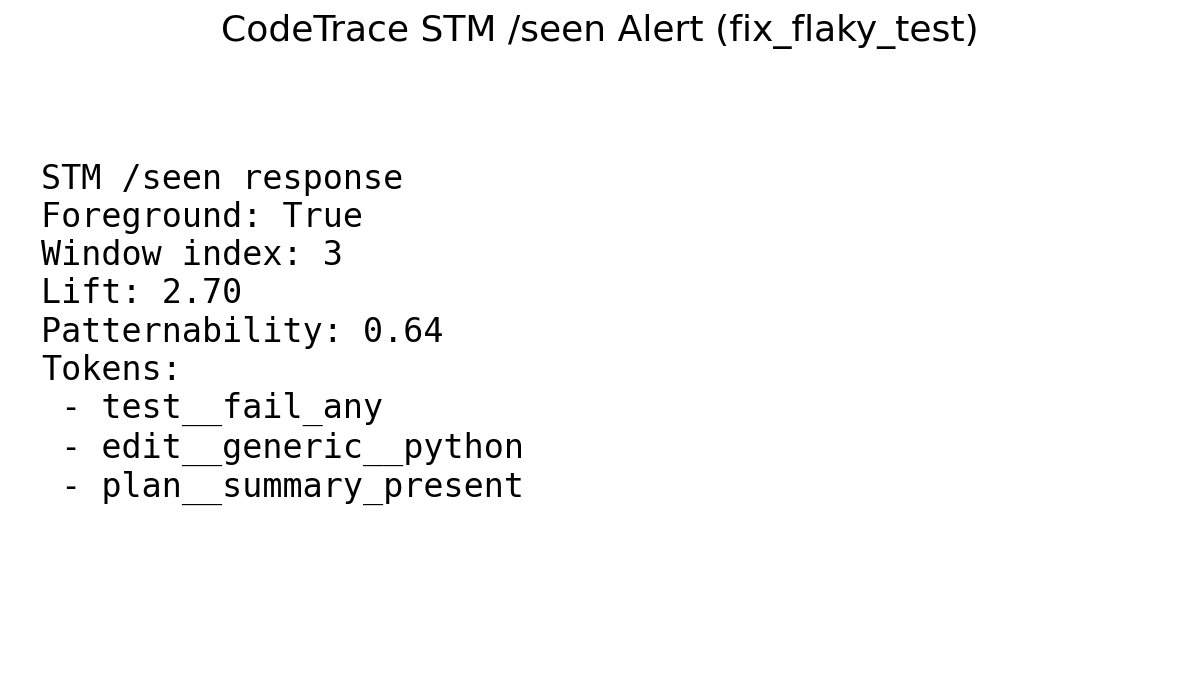 CodeTrace STM /seen Alert (fix_flaky_test)
STM /seen response
Foreground: True
Window index: 3
Lift: 2.70
Patternability: 0.64
Tokens:
 - test__fail_any
 - edit__generic__python
 - plan__summary_present